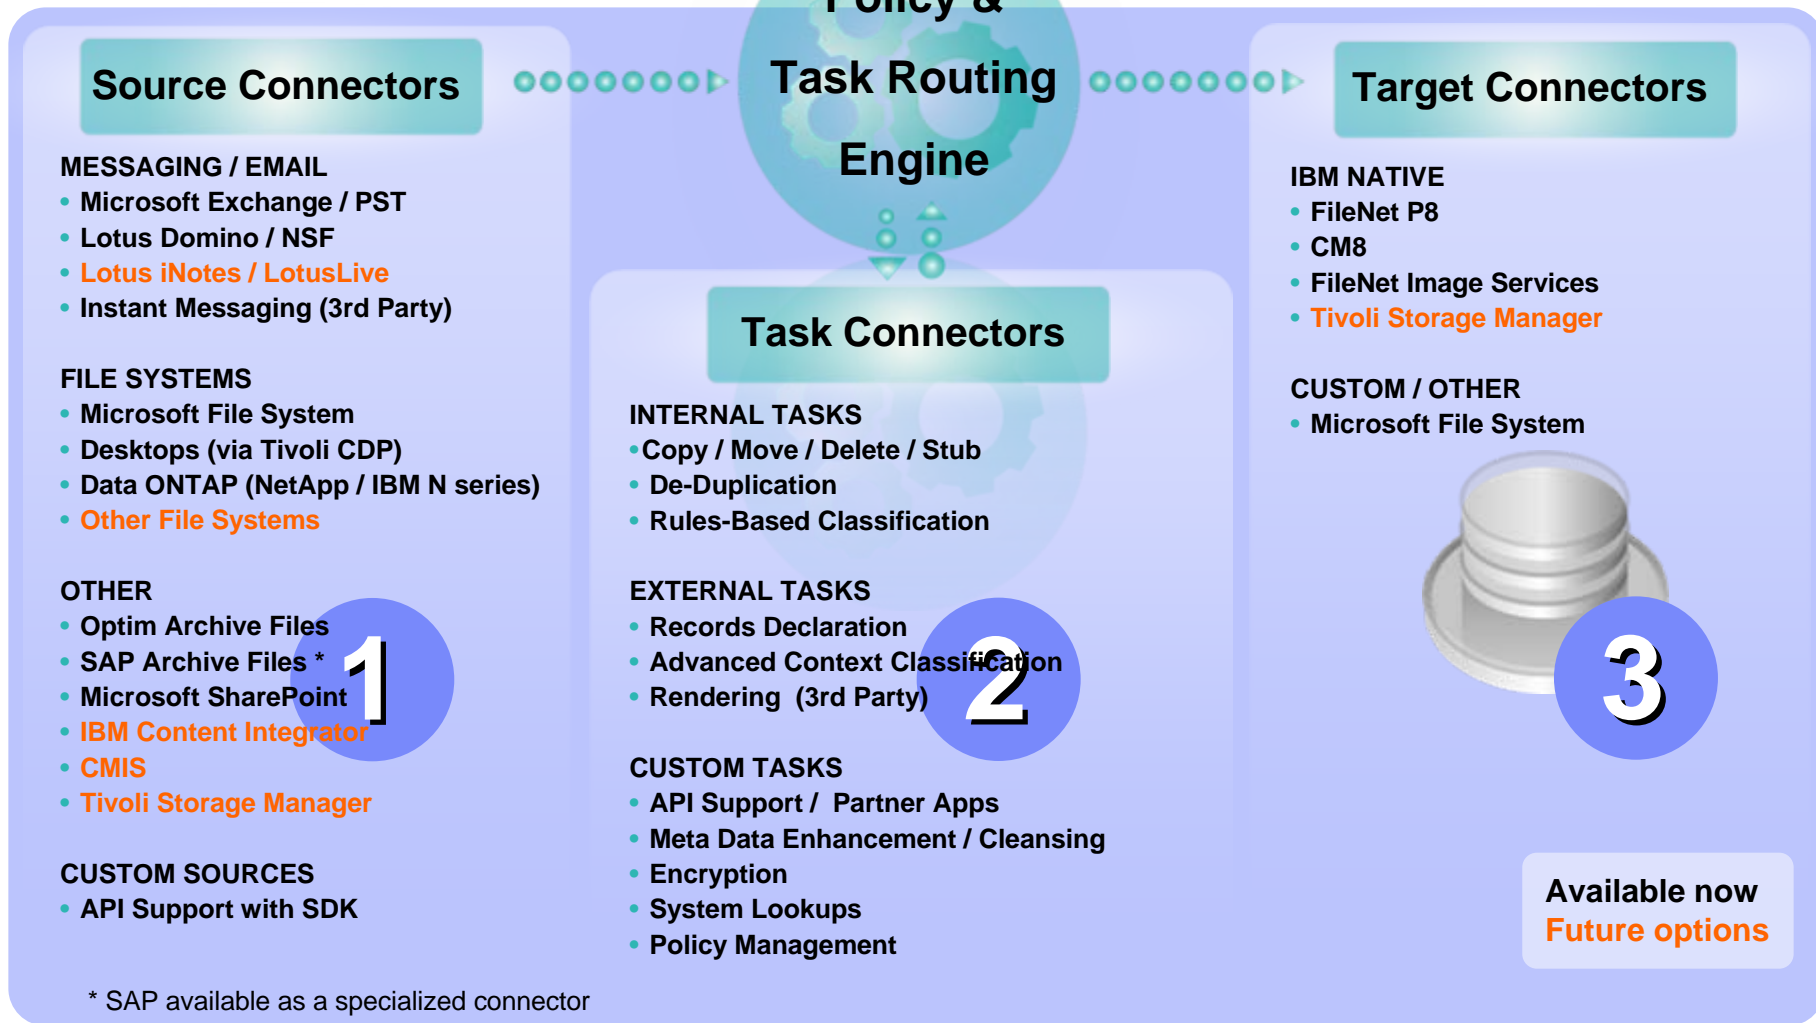 Policy &
Task Routing
Engine
Source Connectors
MESSAGING / EMAIL
• Microsoft Exchange / PST
• Lotus Domino / NSF
• Lotus iNotes / LotusLive
• Instant Messaging (3rd Party)
FILE SYSTEMS
• Microsoft File System
• Desktops (via Tivoli CDP)
• Data ONTAP (NetApp / IBM N series)
• Other File Systems
OTHER
• Optim Archive Files
• SAP Archive Files *
• Microsoft SharePoint
• IBM Content Integrator
• CMIS
• Tivoli Storage Manager
CUSTOM SOURCES
• API Support with SDK
1
* SAP available as a specialized connector
Task Connectors
INTERNAL TASKS
•Copy / Move / Delete / Stub
• De-Duplication
• Rules-Based Classification
EXTERNAL TASKS
• Records Declaration
• Advanced Context Classification
• Rendering (3rd Party)
CUSTOM TASKS
• API Support / Partner Apps
• Meta Data Enhancement / Cleansing
• Encryption
• System Lookups
• Policy Management
2
Target Connectors
IBM NATIVE
• FileNet P8
• CM8
• FileNet Image Services
• Tivoli Storage Manager
CUSTOM / OTHER
• Microsoft File System
3
Available now
Future options